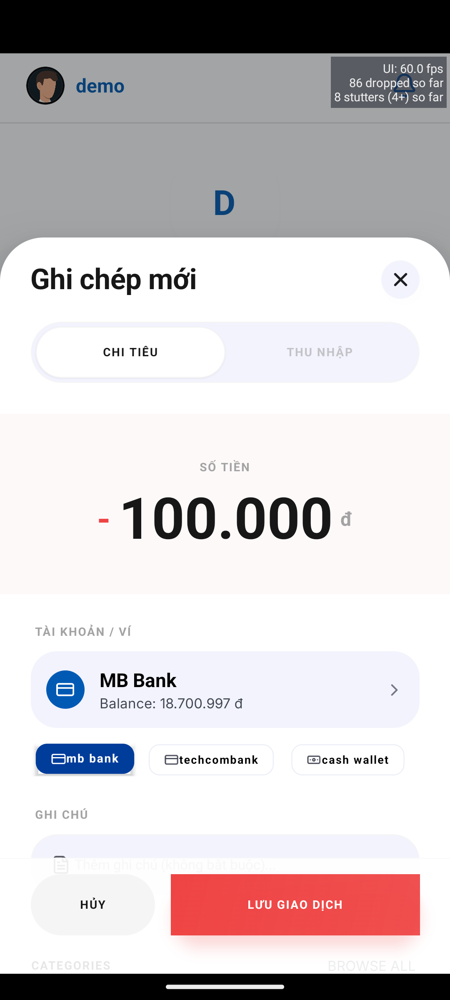 demo
UI: 60.0 fps
86 dropped so far
8 stutters (4+) so far
D
Ghi chép mới
CHI TIÊU
THU NHẬP
SỐ TIỀN
- 100.000 đ
TÀI KHOẢN / VÍ
MB Bank
Balance: 18.700.997 đ
mb bank
techcombank
cash wallet
GHI CHÚ
Thêm ghi chú (không bắt buộc)...
HỦY
LƯU GIAO DỊCH
CATEGORIES
BROWSE ALL